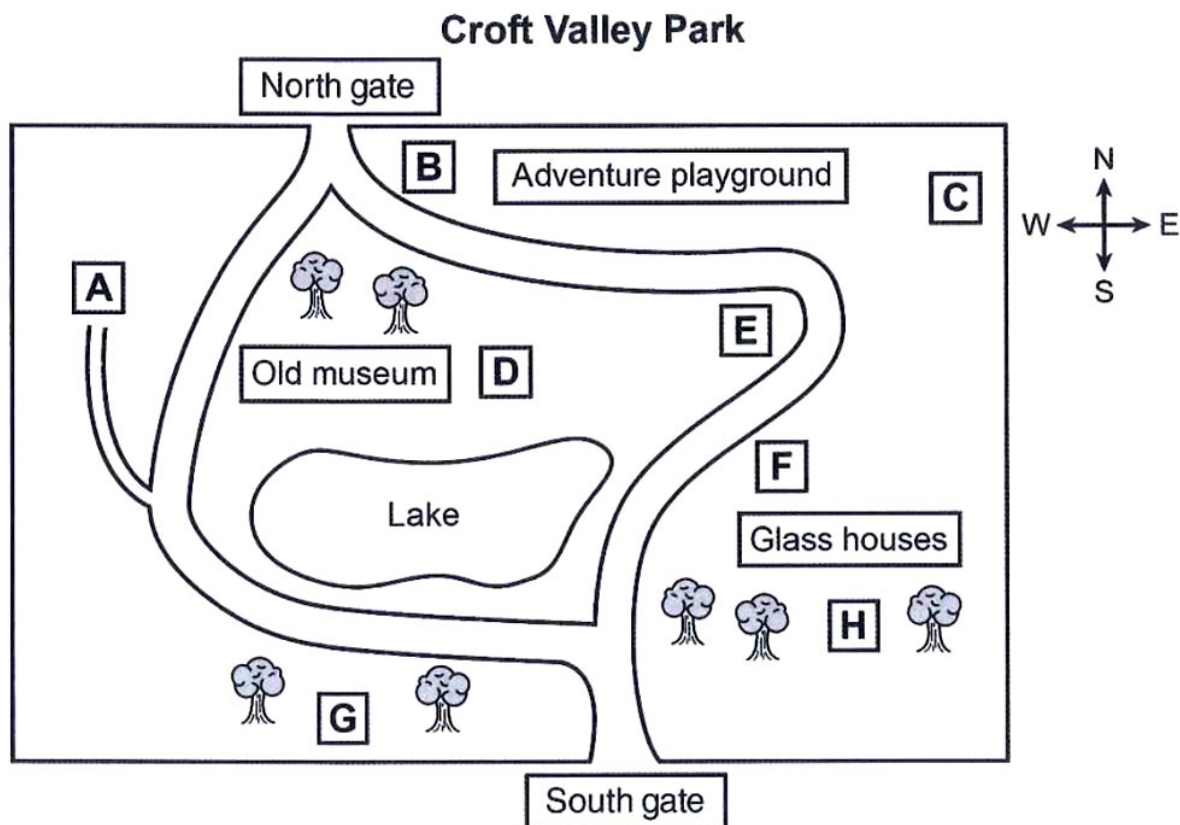 Croft Valley Park
North gate
B
Adventure playground
C
N
W
E
S
A
E
Old museum
D
F
Lake
Glass houses
H
G
South gate